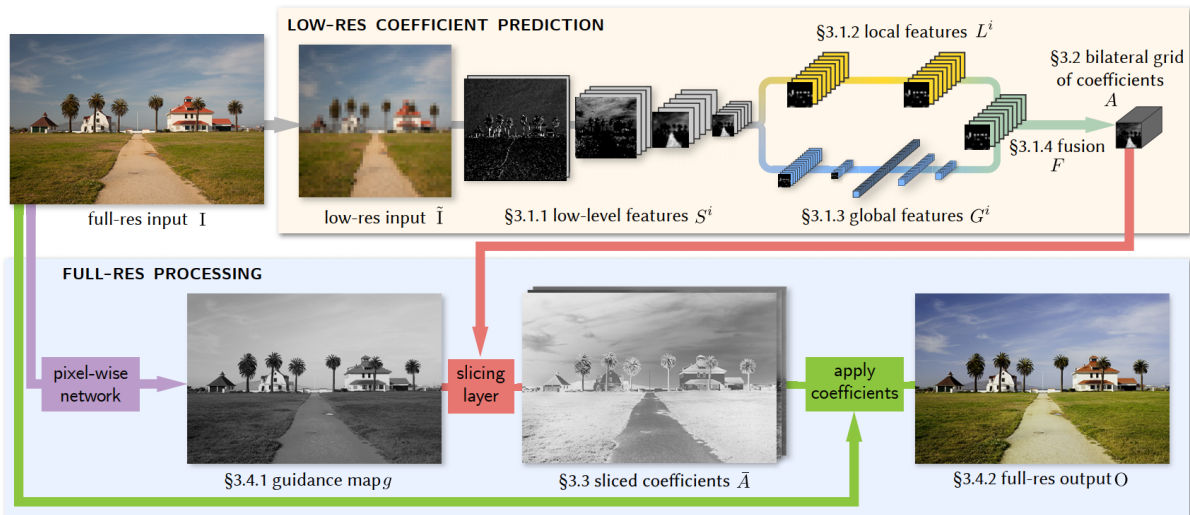 LOW-RES COEFFICIENT PREDICTION
§3.1.2 local features Lⁱ
§3.2 bilateral grid
of coefficients
A
§3.1.4 fusion
F
full-res input I
low-res input Ĩ
§3.1.1 low-level features Sⁱ
§3.1.3 global features Gⁱ
FULL-RES PROCESSING
pixel-wise
network
slicing
layer
apply
coefficients
§3.4.1 guidance map g
§3.3 sliced coefficients Ā
§3.4.2 full-res output O